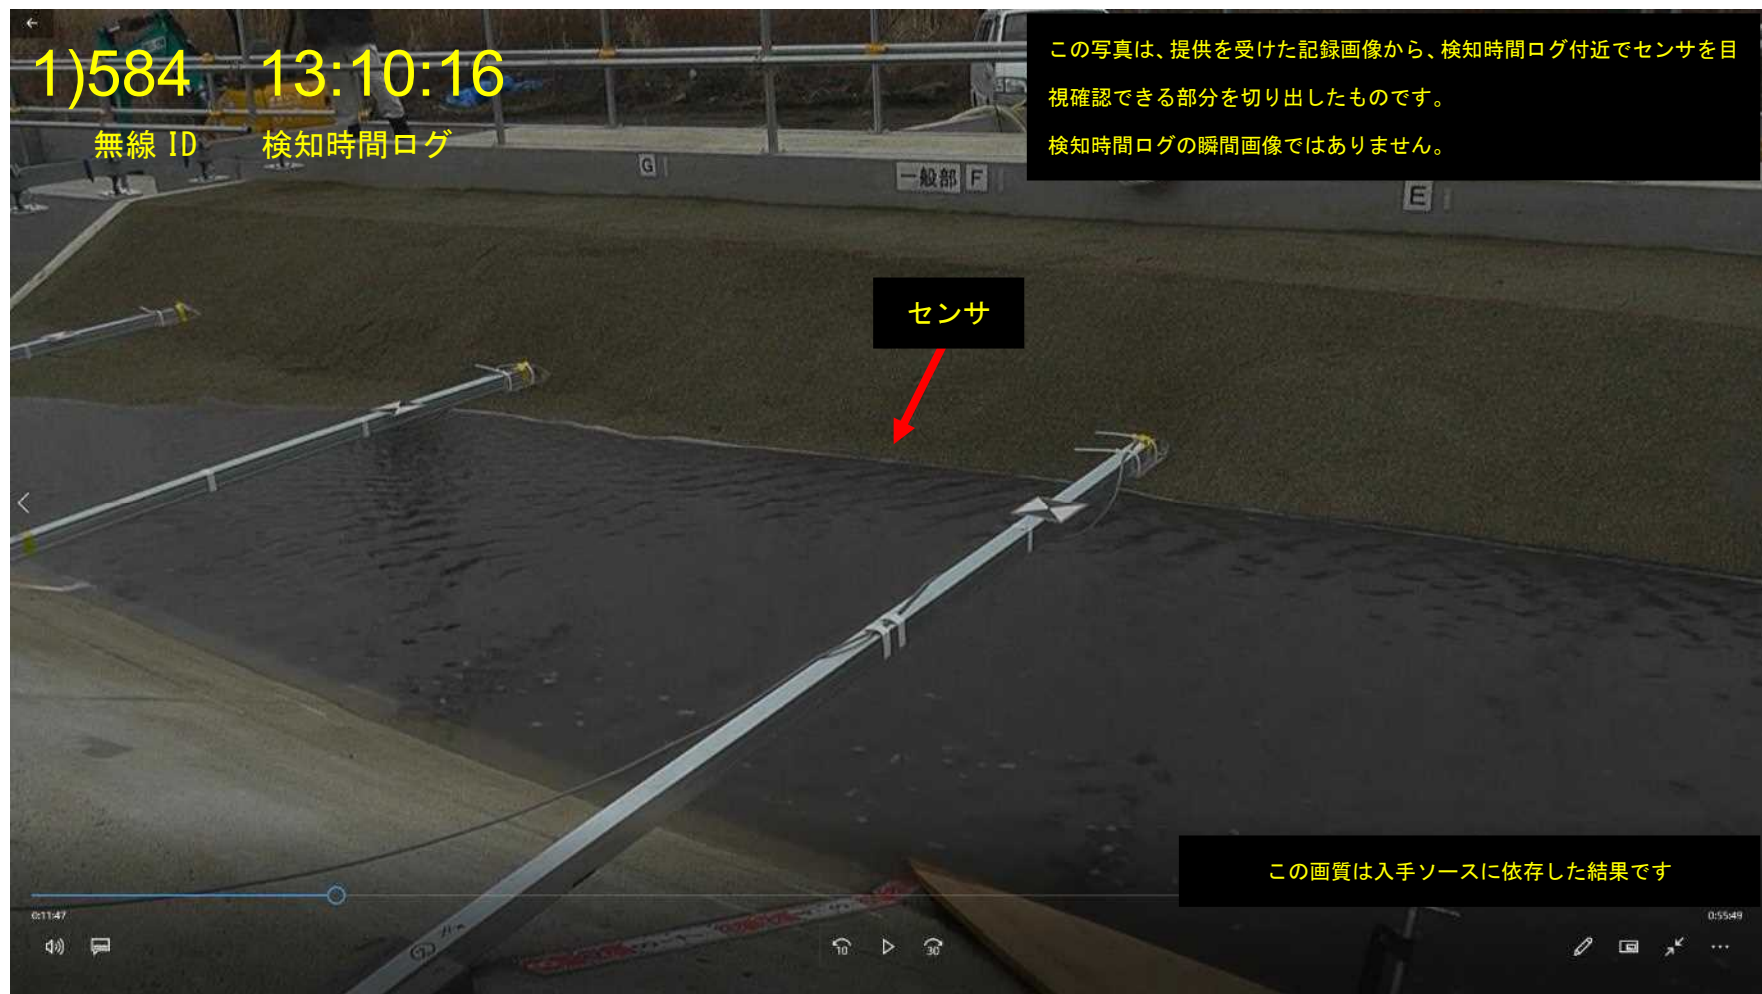 1)584 13:10:16
無線 ID 検知時間ログ
この写真は、提供を受けた記録画像から、検知時間ログ付近でセンサを目
視確認できる部分を切り出したものです。
検知時間ログの瞬間画像ではありません。
G
一般部 F
E
センサ
この画質は入手ソースに依存した結果です
0:11:47
0:55:49
10
30